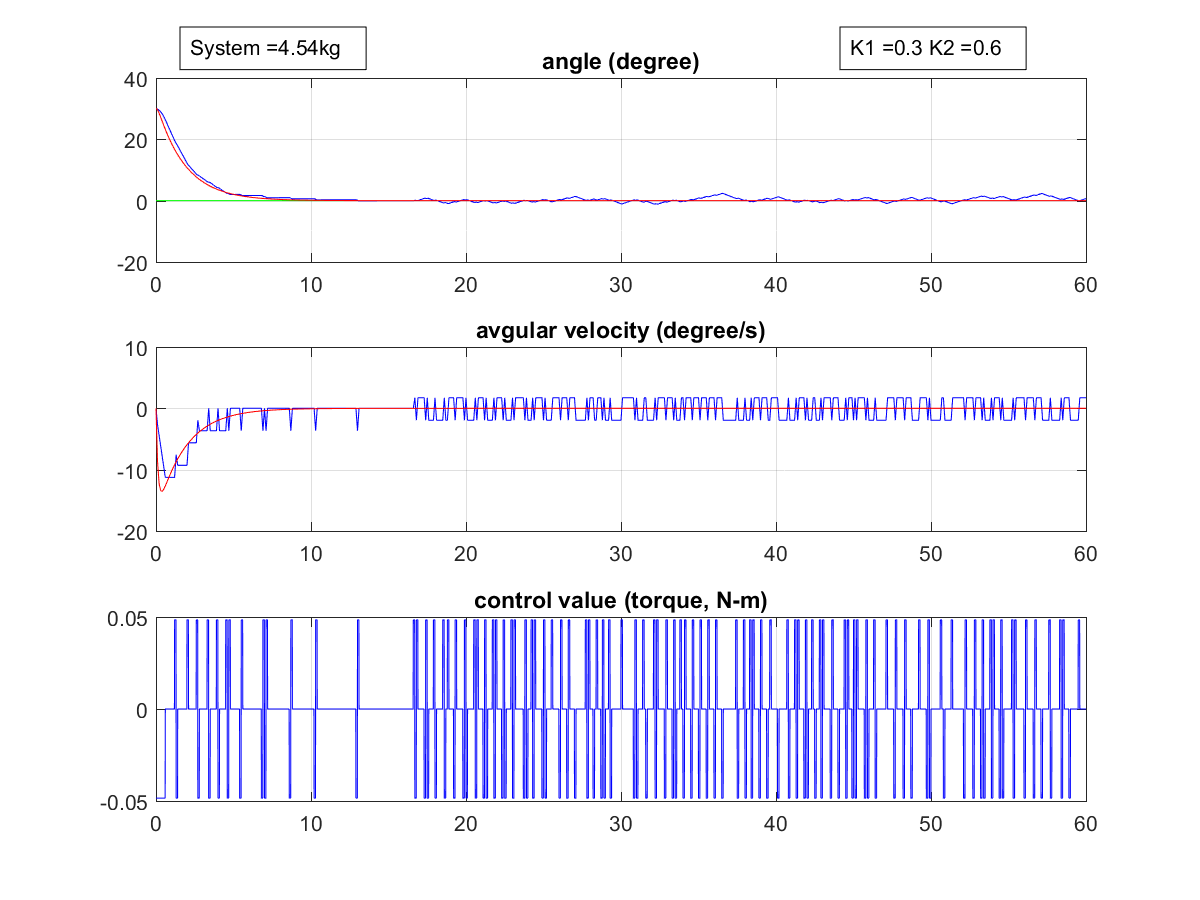 System =4.54kg
K1 =0.3 K2 =0.6
angle (degree)
40
20
0
-20
0 10 20 30 40 50 60
avgular velocity (degree/s)
10
0
-10
-20
0 10 20 30 40 50 60
control value (torque, N-m)
0.05
0
-0.05
0 10 20 30 40 50 60